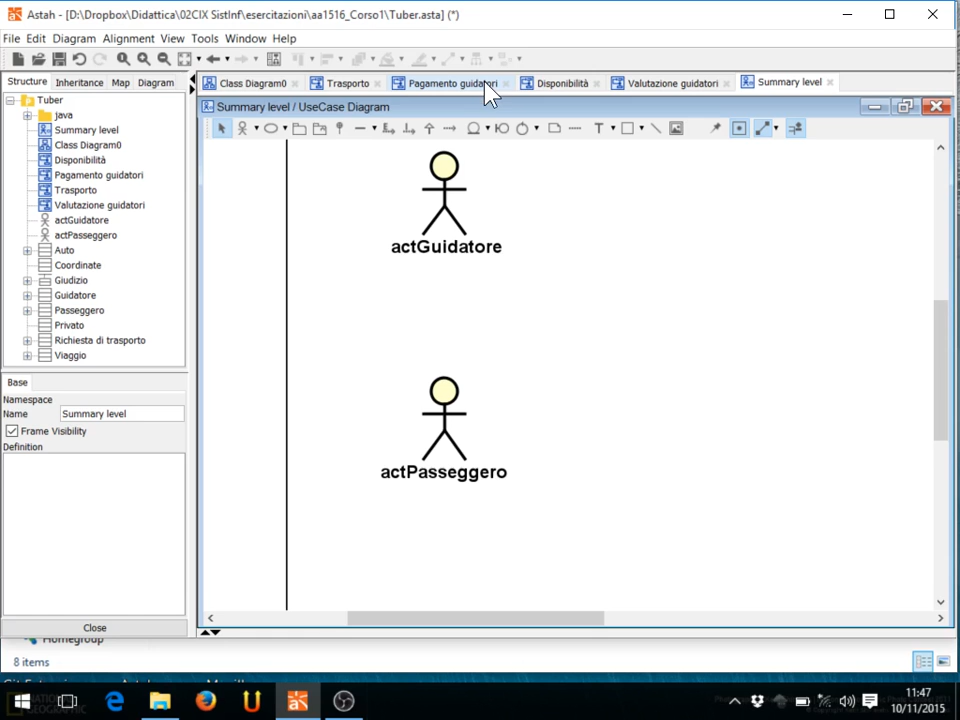 Astah - [D:\Dropbox\Didattica\02CIX SistInf\esercitazioni\aa1516_Corso1\Tuber.asta] (*)
File Edit Diagram Alignment View Tools Window Help
Structure Inheritance Map Diagram
Class Diagram0 Trasporto Pagamento guidatori Disponibilità Valutazione guidatori Summary level
Summary level / UseCase Diagram
Tuber
java
Summary level
Class Diagram0
Disponibilità
Pagamento guidatori
Trasporto
Valutazione guidatori
actGuidatore
actPasseggero
Auto
Coordinate
Giudizio
Guidatore
Passeggero
Privato
Richiesta di trasporto
Viaggio
Base
Namespace
Name Summary level
Frame Visibility
Definition
Close
actGuidatore
actPasseggero
Homegroup
8 items
11:47
10/11/2015